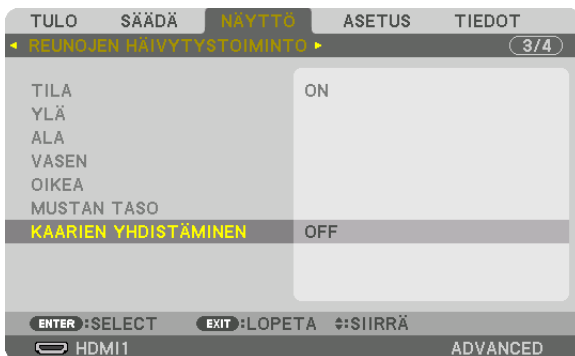 TULO SÄÄDÄ NÄYTTÖ ASETUS TIEDOT
REUNOJEN HÄIVYTYSTOIMINTO 3/4
TILA ON
YLÄ
ALA
VASEN
OIKEA
MUSTAN TASO
KAARIEN YHDISTÄMINEN OFF
ENTER :SELECT EXIT :LOPETA :SIIRRÄ
HDMI1 ADVANCED